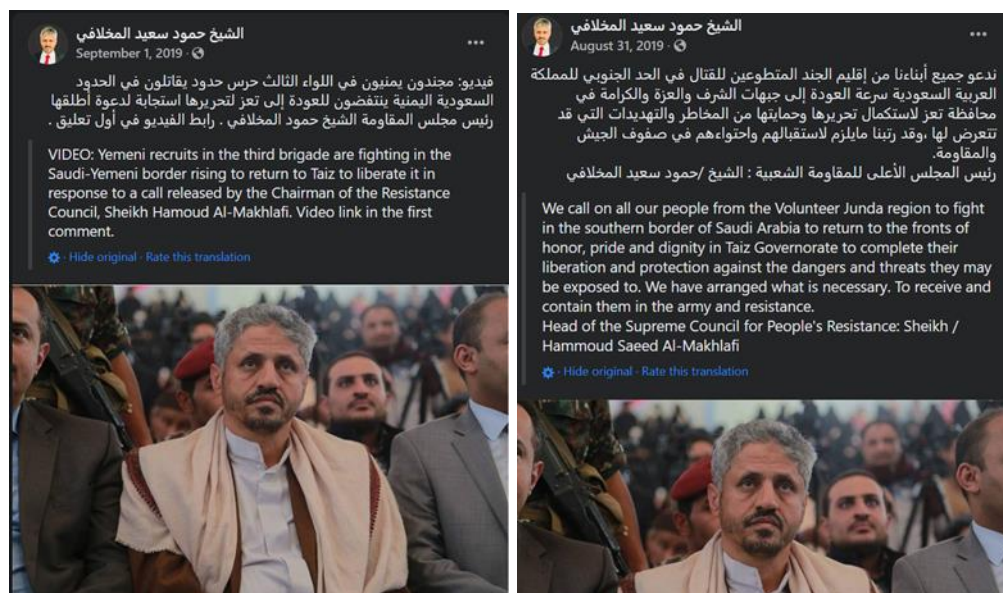 الشيخ حمود سعيد المخلافي
September 1, 2019
فيديو: مجندون يمنيون في اللواء الثالث حرس حدود يقاتلون في الحدود
السعودية اليمنية ينتفضون للعودة إلى تعز لتحريرها استجابة لدعوة أطلقها
رئيس مجلس المقاومة الشيخ حمود المخلافي . رابط الفيديو في أول تعليق .
VIDEO: Yemeni recruits in the third brigade are fighting in the
Saudi-Yemeni border rising to return to Taiz to liberate it in
response to a call released by the Chairman of the Resistance
Council, Sheikh Hamoud Al-Makhlafi. Video link in the first
comment.
· Hide original · Rate this translation
الشيخ حمود سعيد المخلافي
August 31, 2019
ندعو جميع أبناءنا من إقليم الجند المتطوعين للقتال في الحد الجنوبي للمملكة
العربية السعودية سرعة العودة إلى جبهات الشرف والعزة والكرامة في
محافظة تعز لاستكمال تحريرها وحمايتها من المخاطر والتهديدات التي قد
تتعرض لها ،وقد رتبنا مايلزم لاستقبالهم واحتواءهم في صفوف الجيش
والمقاومة.
رئيس المجلس الأعلى للمقاومة الشعبية : الشيخ /حمود سعيد المخلافي
We call on all our people from the Volunteer Junda region to fight
in the southern border of Saudi Arabia to return to the fronts of
honor, pride and dignity in Taiz Governorate to complete their
liberation and protection against the dangers and threats they may
be exposed to. We have arranged what is necessary. To receive and
contain them in the army and resistance.
Head of the Supreme Council for People's Resistance: Sheikh /
Hammoud Saeed Al-Makhlafi
· Hide original · Rate this translation